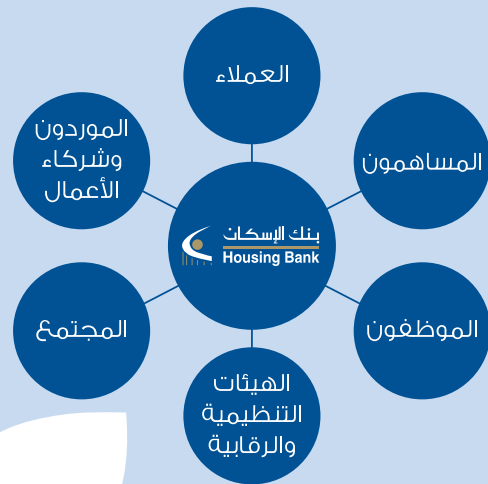 العملاء
المساهمون
الموردون
وشركاء
الأعمال
بنك الإسكان
Housing Bank
الموظفون
المجتمع
الهيئات
التنظيمية
والرقابية